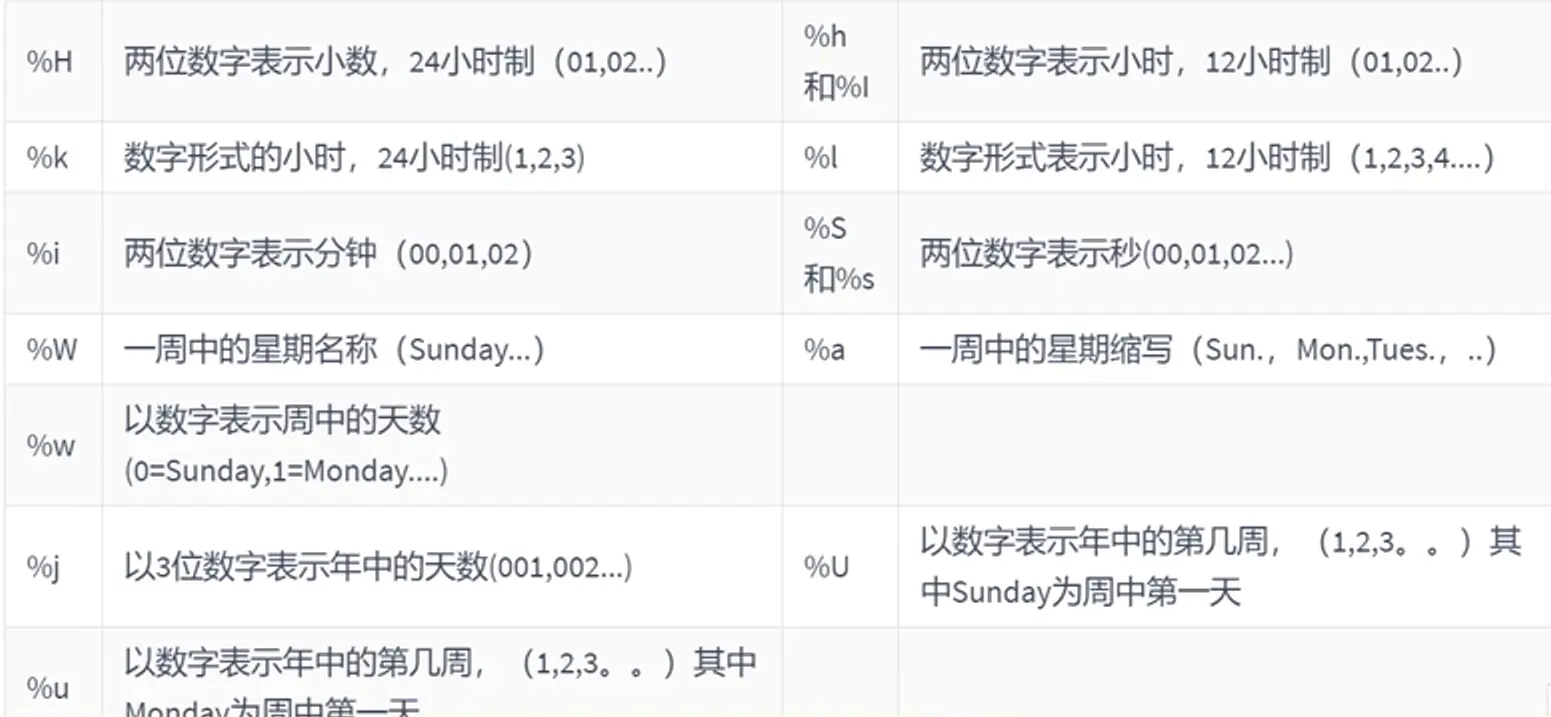 %H 两位数字表示小数，24小时制（01,02..） %h 和%I 两位数字表示小时，12小时制（01,02..）
%k 数字形式的小时，24小时制(1,2,3) %l 数字形式表示小时，12小时制（1,2,3,4....）
%i 两位数字表示分钟（00,01,02） %S 和%s 两位数字表示秒(00,01,02...)
%W 一周中的星期名称（Sunday...） %a 一周中的星期缩写（Sun.，Mon.,Tues.，..）
%w 以数字表示周中的天数
(0=Sunday,1=Monday....)
%j 以3位数字表示年中的天数(001,002...) %U 以数字表示年中的第几周，（1,2,3。。）其
中Sunday为周中第一天
%u 以数字表示年中的第几周，（1,2,3。。）其中
Monday为周中第一天